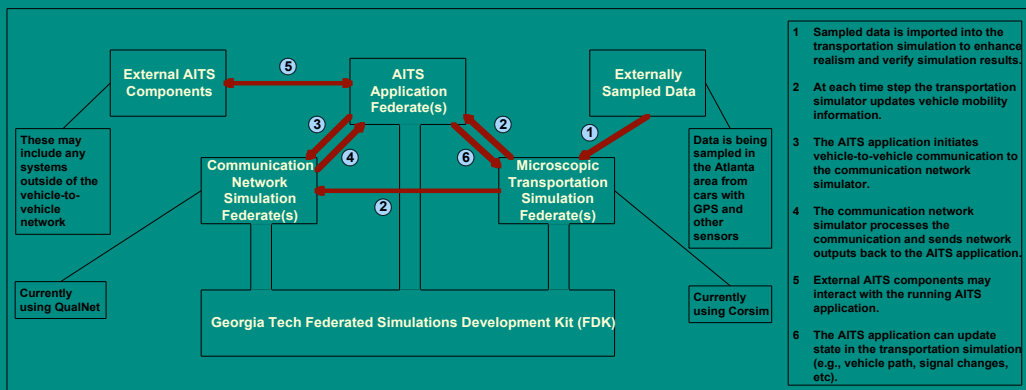 External AITS
Components
5
AITS
Application
Federate(s)
Externally
Sampled Data
These may
include any
systems
outside of the
vehicle-to-
vehicle
network
3
4
2
6
1
Communication
Network
Simulation
Federate(s)
2
Microscopic
Transportation
Simulation
Federate(s)
Data is being
sampled in
the Atlanta
area from
cars with
GPS and
other
sensors
Currently
using QualNet
Georgia Tech Federated Simulations Development Kit (FDK)
Currently
using Corsim
1 Sampled data is imported into the
transportation simulation to enhance
realism and verify simulation results.
2 At each time step the transportation
simulator updates vehicle mobility
information.
3 The AITS application initiates
vehicle-to-vehicle communication to
the communication network
simulator.
4 The communication network
simulator processes the
communication and sends network
outputs back to the AITS application.
5 External AITS components may
interact with the running AITS
application.
6 The AITS application can update
state in the transportation simulation
(e.g., vehicle path, signal changes,
etc).